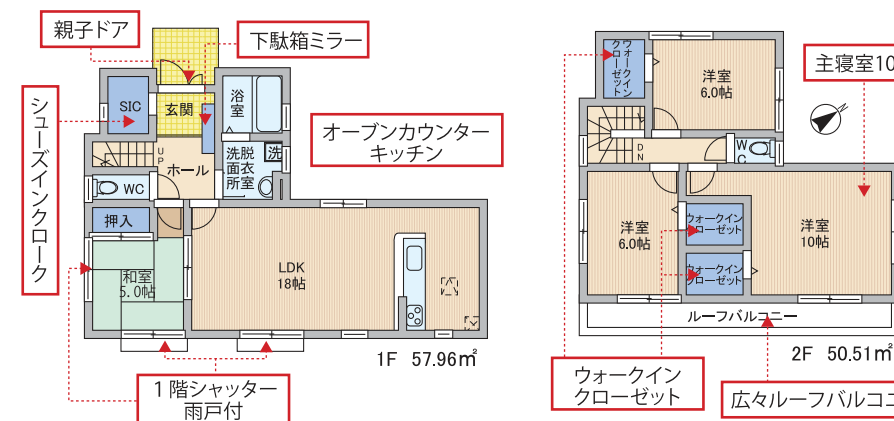 親子ドア
下駄箱ミラー
シューズインクローク
SIC
玄関
浴室
オープンカウンター
キッチン
UP
ホール
洗面所
脱衣室
洗
WC
押入
和室
5.0帖
LDK
18帖
1F 57.96㎡
1階シャッター
雨戸付
ウォークイン
クローゼット
洋室
6.0帖
主寝室10
DN
WC
洋室
6.0帖
ウォークイン
クローゼット
ウォークイン
クローゼット
洋室
10帖
ルーフバルコニー
2F 50.51㎡
ウォークイン
クローゼット
広々ルーフバルコニ